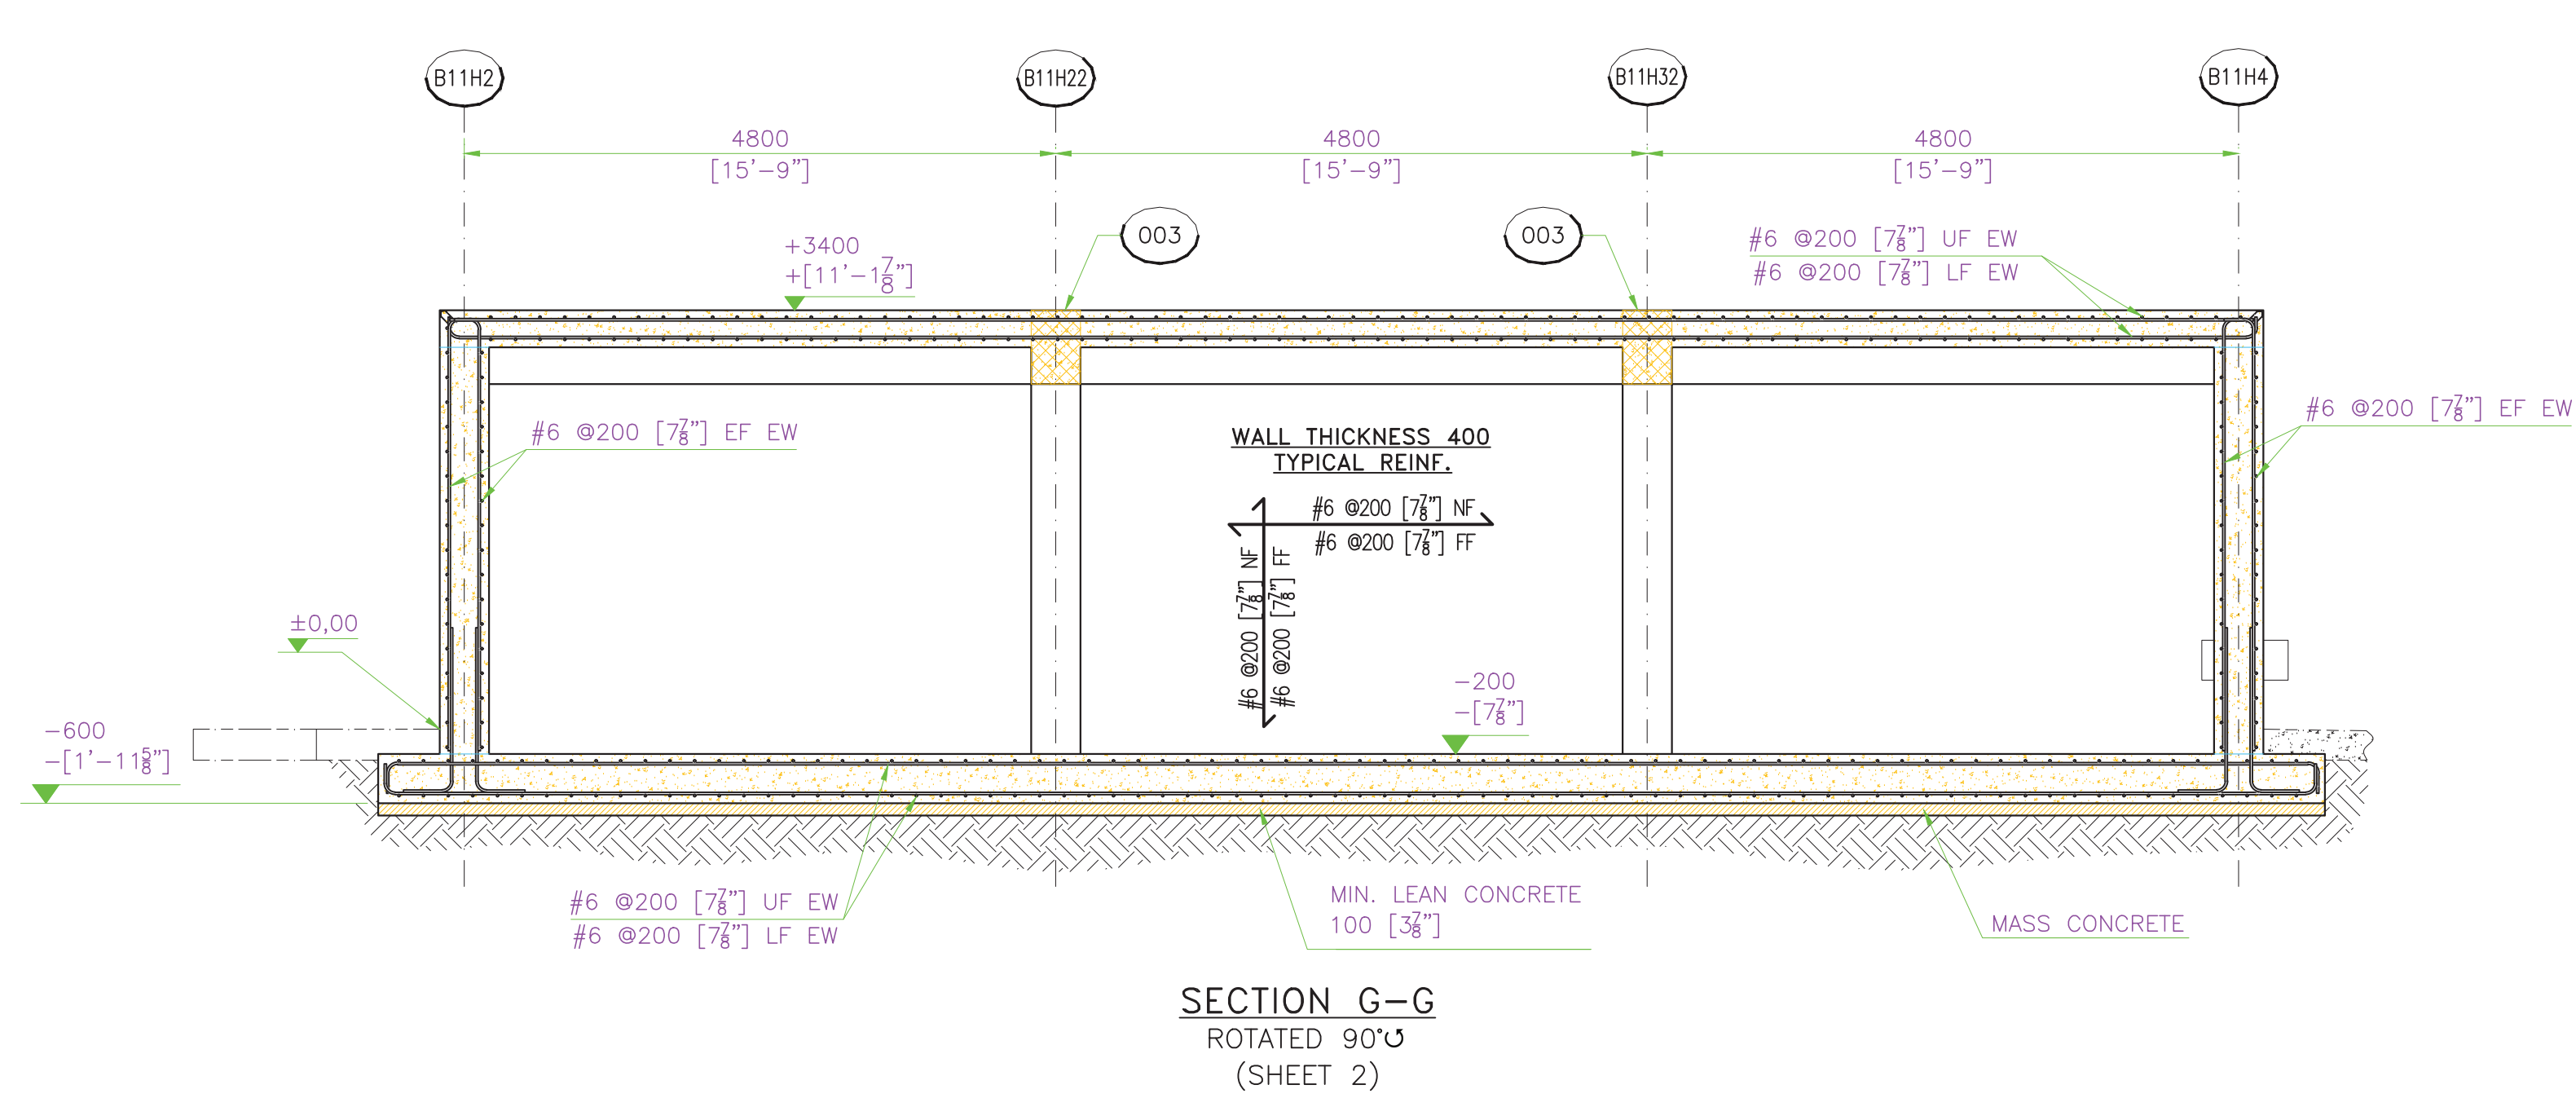 B11H2 B11H22 B11H32 B11H4
4800 4800 4800
[15'-9"] [15'-9"] [15'-9"]
003 003
+3400
+[11'-1⅞"]
#6 @200 [7⅞"] UF EW
#6 @200 [7⅞"] LF EW
#6 @200 [7⅞"] EF EW
#6 @200 [7⅞"] EF EW
WALL THICKNESS 400
TYPICAL REINF.
#6 @200 [7⅞"] NF
#6 @200 [7⅞"] FF
#6 @200 [7⅞"] NF
#6 @200 [7⅞"] FF
±0,00
-200
-[7⅞"]
-600
-[1'-11⅝"]
#6 @200 [7⅞"] UF EW
#6 @200 [7⅞"] LF EW
MIN. LEAN CONCRETE
100 [3⅞"]
MASS CONCRETE
SECTION G-G
ROTATED 90°↺
(SHEET 2)